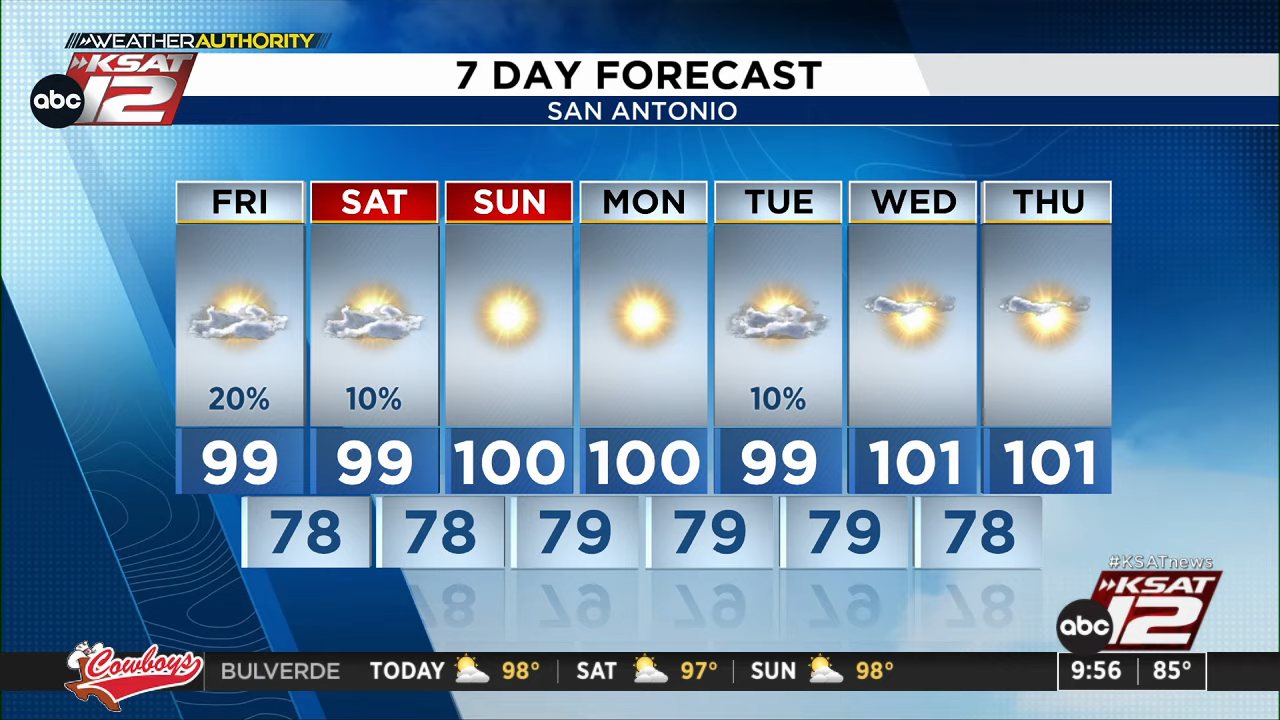 WEATHERAUTHORITY
KSAT
abc 12
7 DAY FORECAST
SAN ANTONIO
FRI SAT SUN MON TUE WED THU
20% 10% 10%
99 99 100 100 99 101 101
78 78 79 79 79 78
#KSATnews
KSAT
abc 12
Cowboys BULVERDE TODAY 98° SAT 97° SUN 98° 9:56 85°